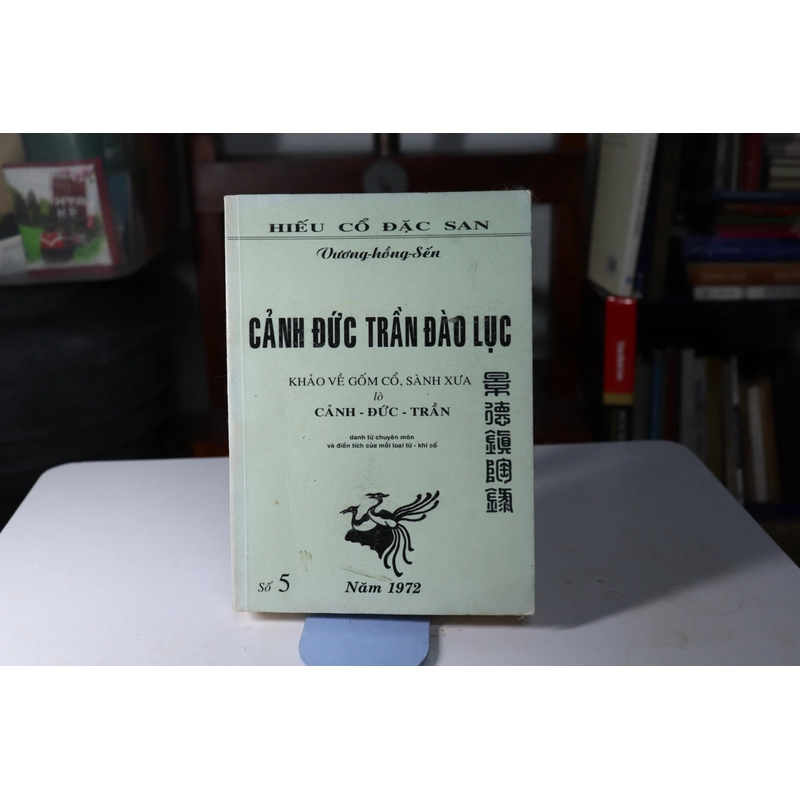 HIẾU CỔ ĐẶC SAN
Vương-hồng-Sến
CẢNH ĐỨC TRẦN ĐÀO LỤC
KHẢO VỀ GỐM CỔ, SÀNH XƯA
lò
CẢNH - ĐỨC - TRẦN
danh từ chuyên môn
và điển tích của mỗi loại từ - khí cổ
景德鎮陶錄
Số 5
Năm 1972